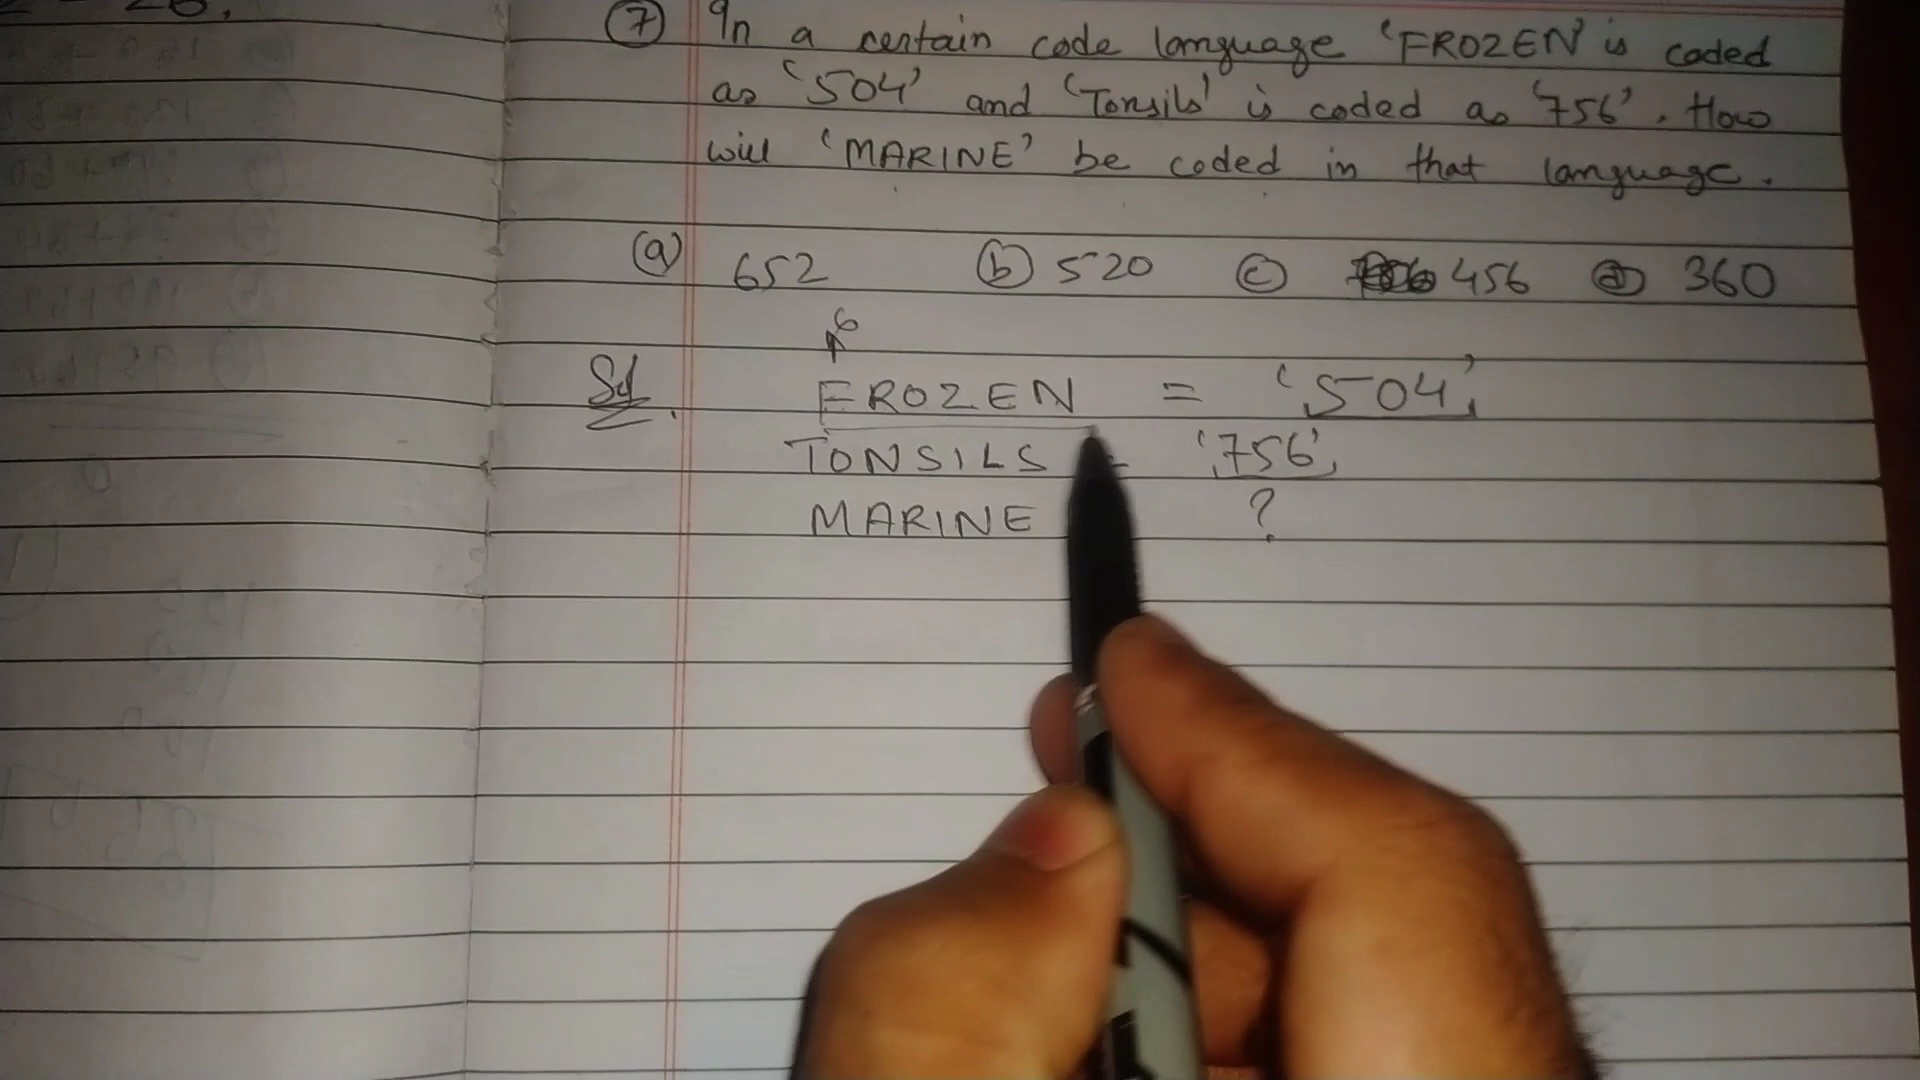 ⑦ In a certain code language 'FROZEN' is coded
as '504' and 'Tonsils' is coded as '756'. How
will 'MARINE' be coded in that language.
ⓐ 652 ⓑ 520 ⓒ 456 ⓓ 360
6
Sol. FROZEN = '504'
TONSILS = '756'
MARINE ?